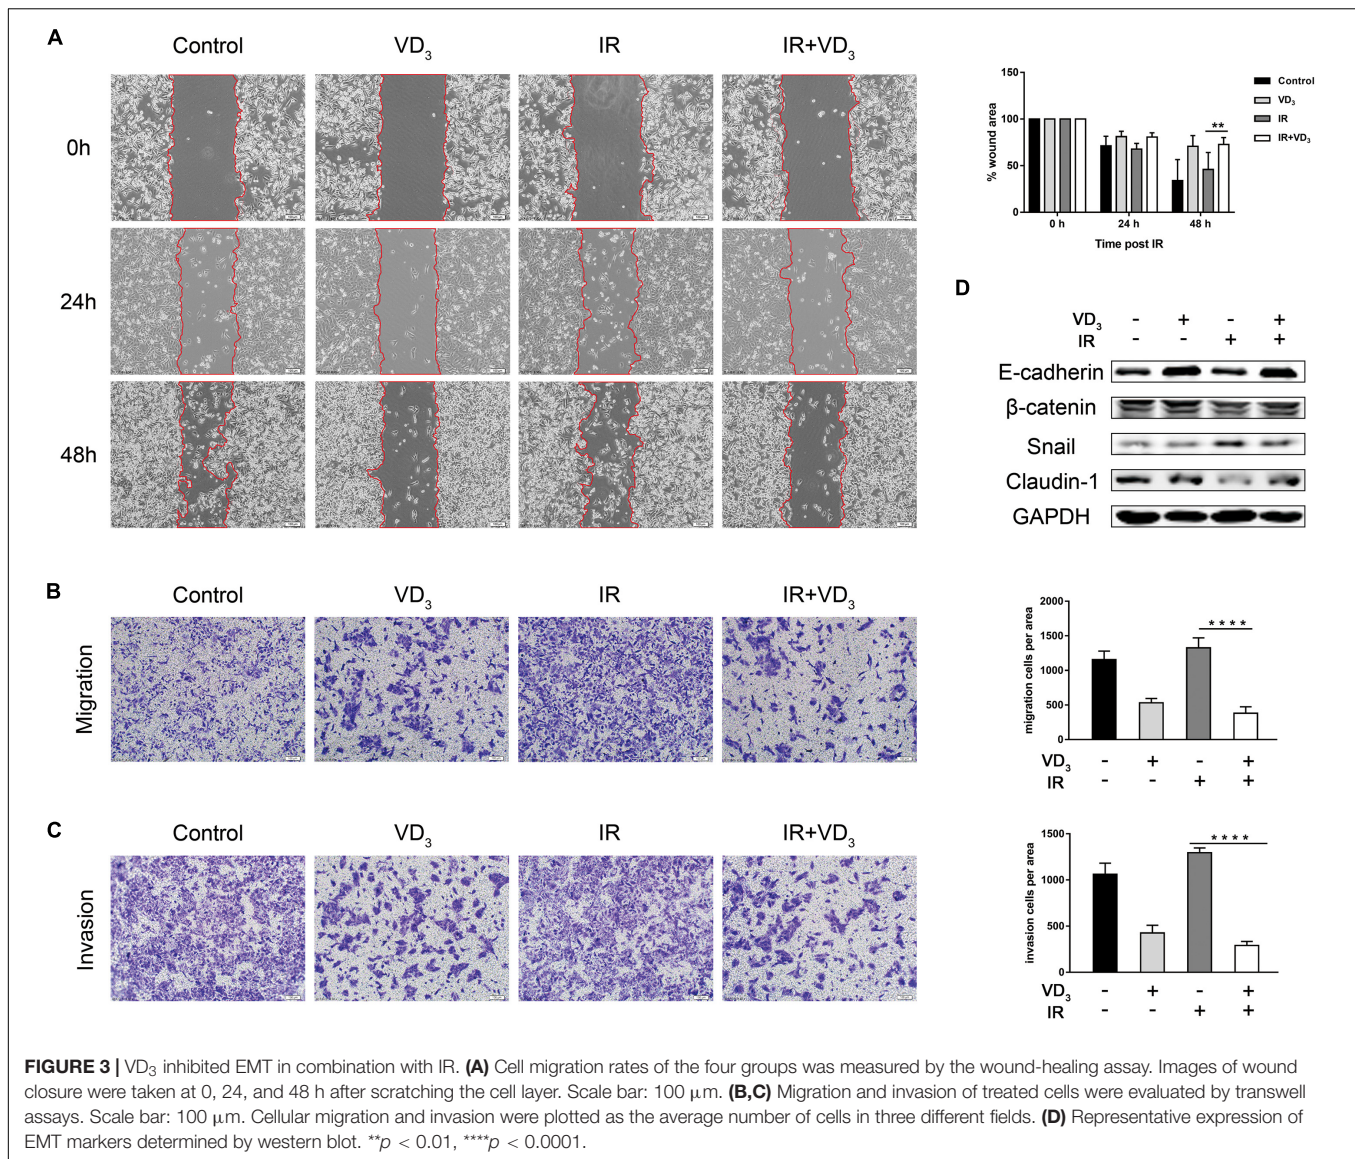 A
Control VD3 IR IR+VD3
0h
24h
48h
150
100
50
0
% wound area
0 h 24 h 48 h
Time post IR
Control
VD3
IR
IR+VD3
**
D
VD3 - + - +
IR - - + +
E-cadherin
β-catenin
Snail
Claudin-1
GAPDH
B
Control VD3 IR IR+VD3
Migration
2000
1500
1000
500
0
migration cells per area
****
VD3 - + - +
IR - - + +
C
Control VD3 IR IR+VD3
Invasion
1500
1000
500
0
invasion cells per area
****
VD3 - + - +
IR - - + +
FIGURE 3 | VD3 inhibited EMT in combination with IR. (A) Cell migration rates of the four groups was measured by the wound-healing assay. Images of wound
closure were taken at 0, 24, and 48 h after scratching the cell layer. Scale bar: 100 μm. (B,C) Migration and invasion of treated cells were evaluated by transwell
assays. Scale bar: 100 μm. Cellular migration and invasion were plotted as the average number of cells in three different fields. (D) Representative expression of
EMT markers determined by western blot. **p < 0.01, ****p < 0.0001.